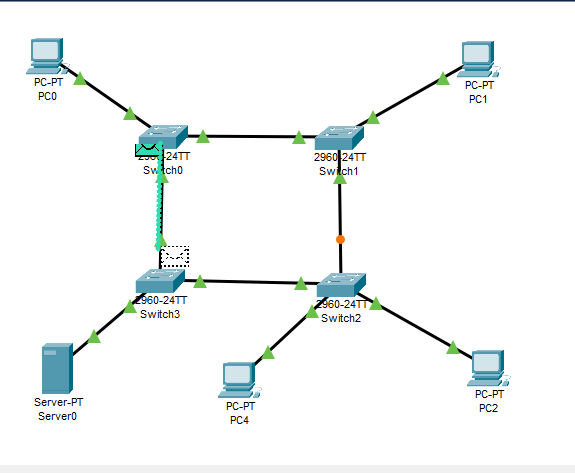 PC-PT
PC0
PC-PT
PC1
2960-24TT
Switch0
2960-24TT
Switch1
2960-24TT
Switch3
2960-24TT
Switch2
Server-PT
Server0
PC-PT
PC4
PC-PT
PC2